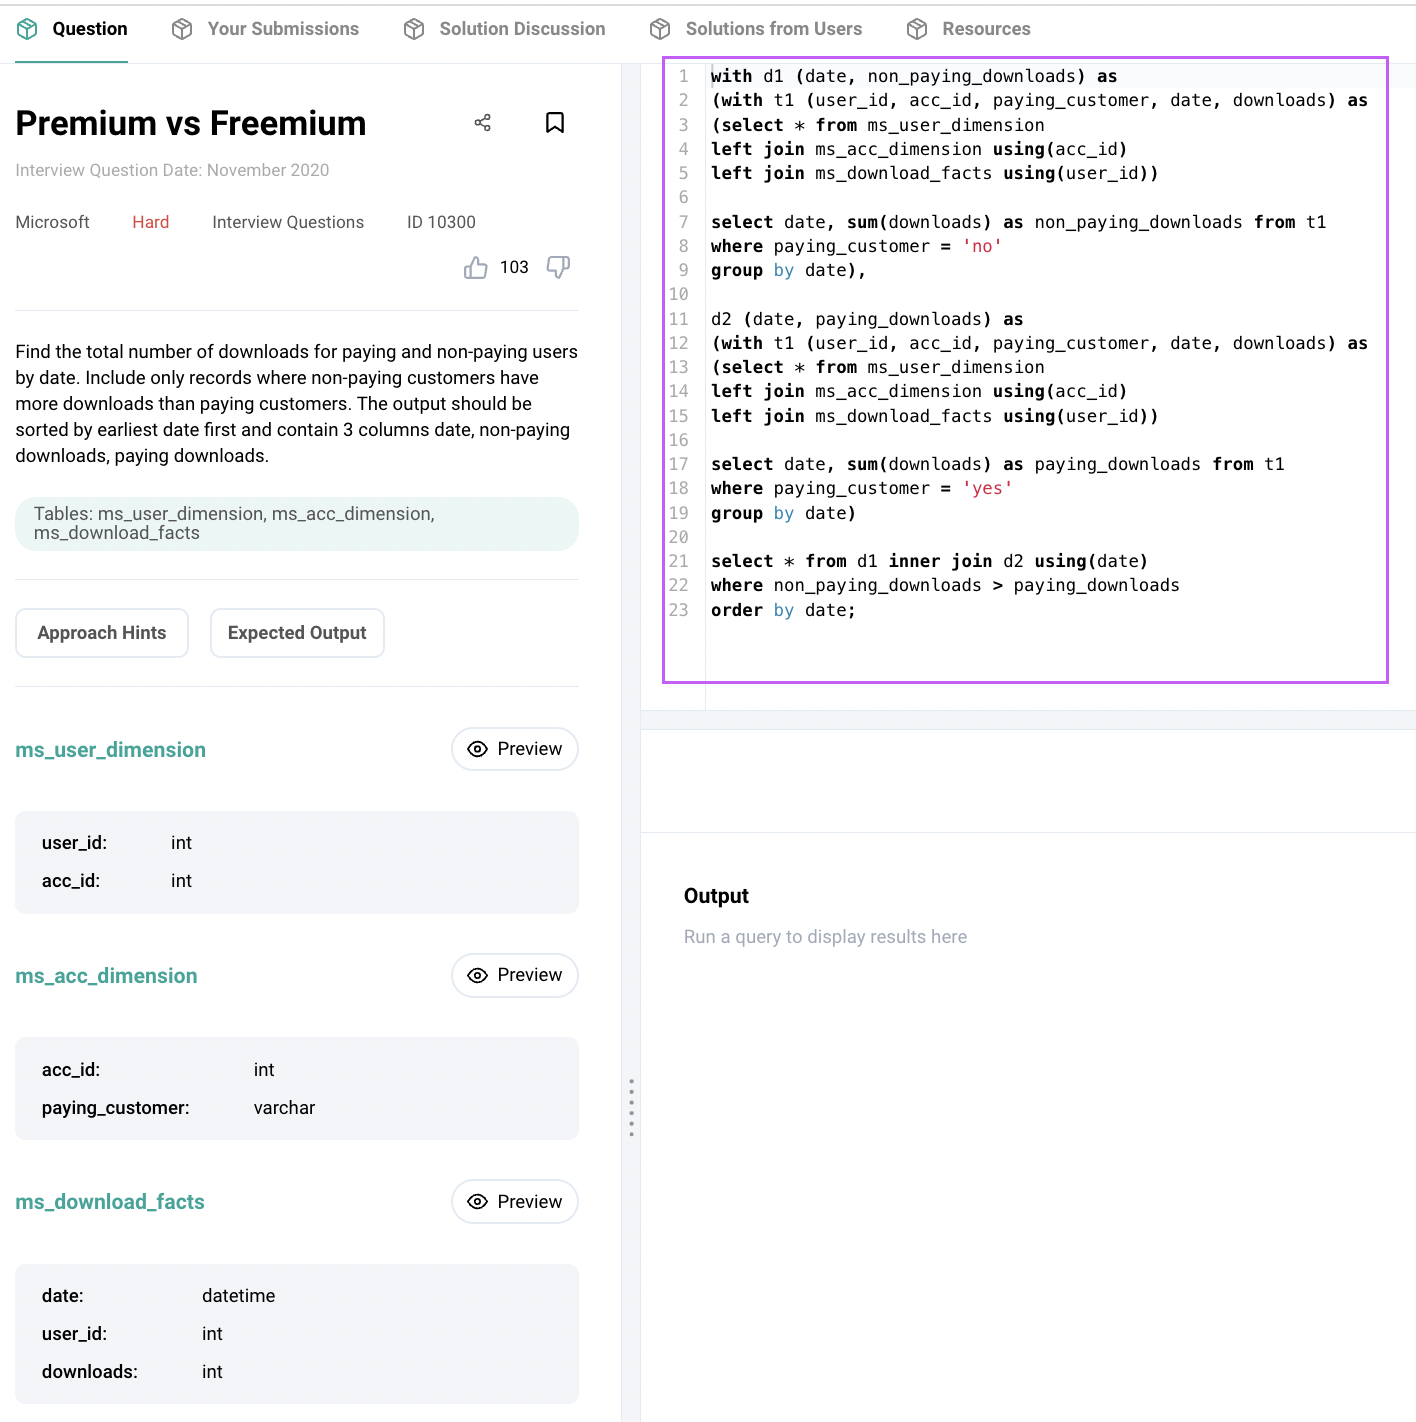 Question
Your Submissions
Solution Discussion
Solutions from Users
Resources
Premium vs Freemium
Interview Question Date: November 2020
Microsoft
Hard
Interview Questions
ID 10300
103
Find the total number of downloads for paying and non-paying users
by date. Include only records where non-paying customers have
more downloads than paying customers. The output should be
sorted by earliest date first and contain 3 columns date, non-paying
downloads, paying downloads.
Tables: ms_user_dimension, ms_acc_dimension,
ms_download_facts
Approach Hints
Expected Output
ms_user_dimension
Preview
user_id: int
acc_id: int
ms_acc_dimension
Preview
acc_id: int
paying_customer: varchar
ms_download_facts
Preview
date: datetime
user_id: int
downloads: int
1 with d1 (date, non_paying_downloads) as
2 (with t1 (user_id, acc_id, paying_customer, date, downloads) as
3 (select * from ms_user_dimension
4 left join ms_acc_dimension using(acc_id)
5 left join ms_download_facts using(user_id))
6
7 select date, sum(downloads) as non_paying_downloads from t1
8 where paying_customer = 'no'
9 group by date),
10
11 d2 (date, paying_downloads) as
12 (with t1 (user_id, acc_id, paying_customer, date, downloads) as
13 (select * from ms_user_dimension
14 left join ms_acc_dimension using(acc_id)
15 left join ms_download_facts using(user_id))
16
17 select date, sum(downloads) as paying_downloads from t1
18 where paying_customer = 'yes'
19 group by date)
20
21 select * from d1 inner join d2 using(date)
22 where non_paying_downloads > paying_downloads
23 order by date;
Output
Run a query to display results here